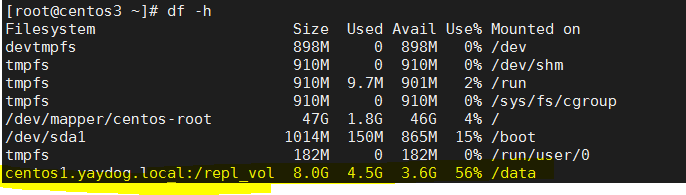 [root@centos3 ~]# df -h
Filesystem Size Used Avail Use% Mounted on
devtmpfs 898M 0 898M 0% /dev
tmpfs 910M 0 910M 0% /dev/shm
tmpfs 910M 9.7M 901M 2% /run
tmpfs 910M 0 910M 0% /sys/fs/cgroup
/dev/mapper/centos-root 47G 1.8G 46G 4% /
/dev/sda1 1014M 150M 865M 15% /boot
tmpfs 182M 0 182M 0% /run/user/0
centos1.yaydog.local:/repl_vol 8.0G 4.5G 3.6G 56% /data